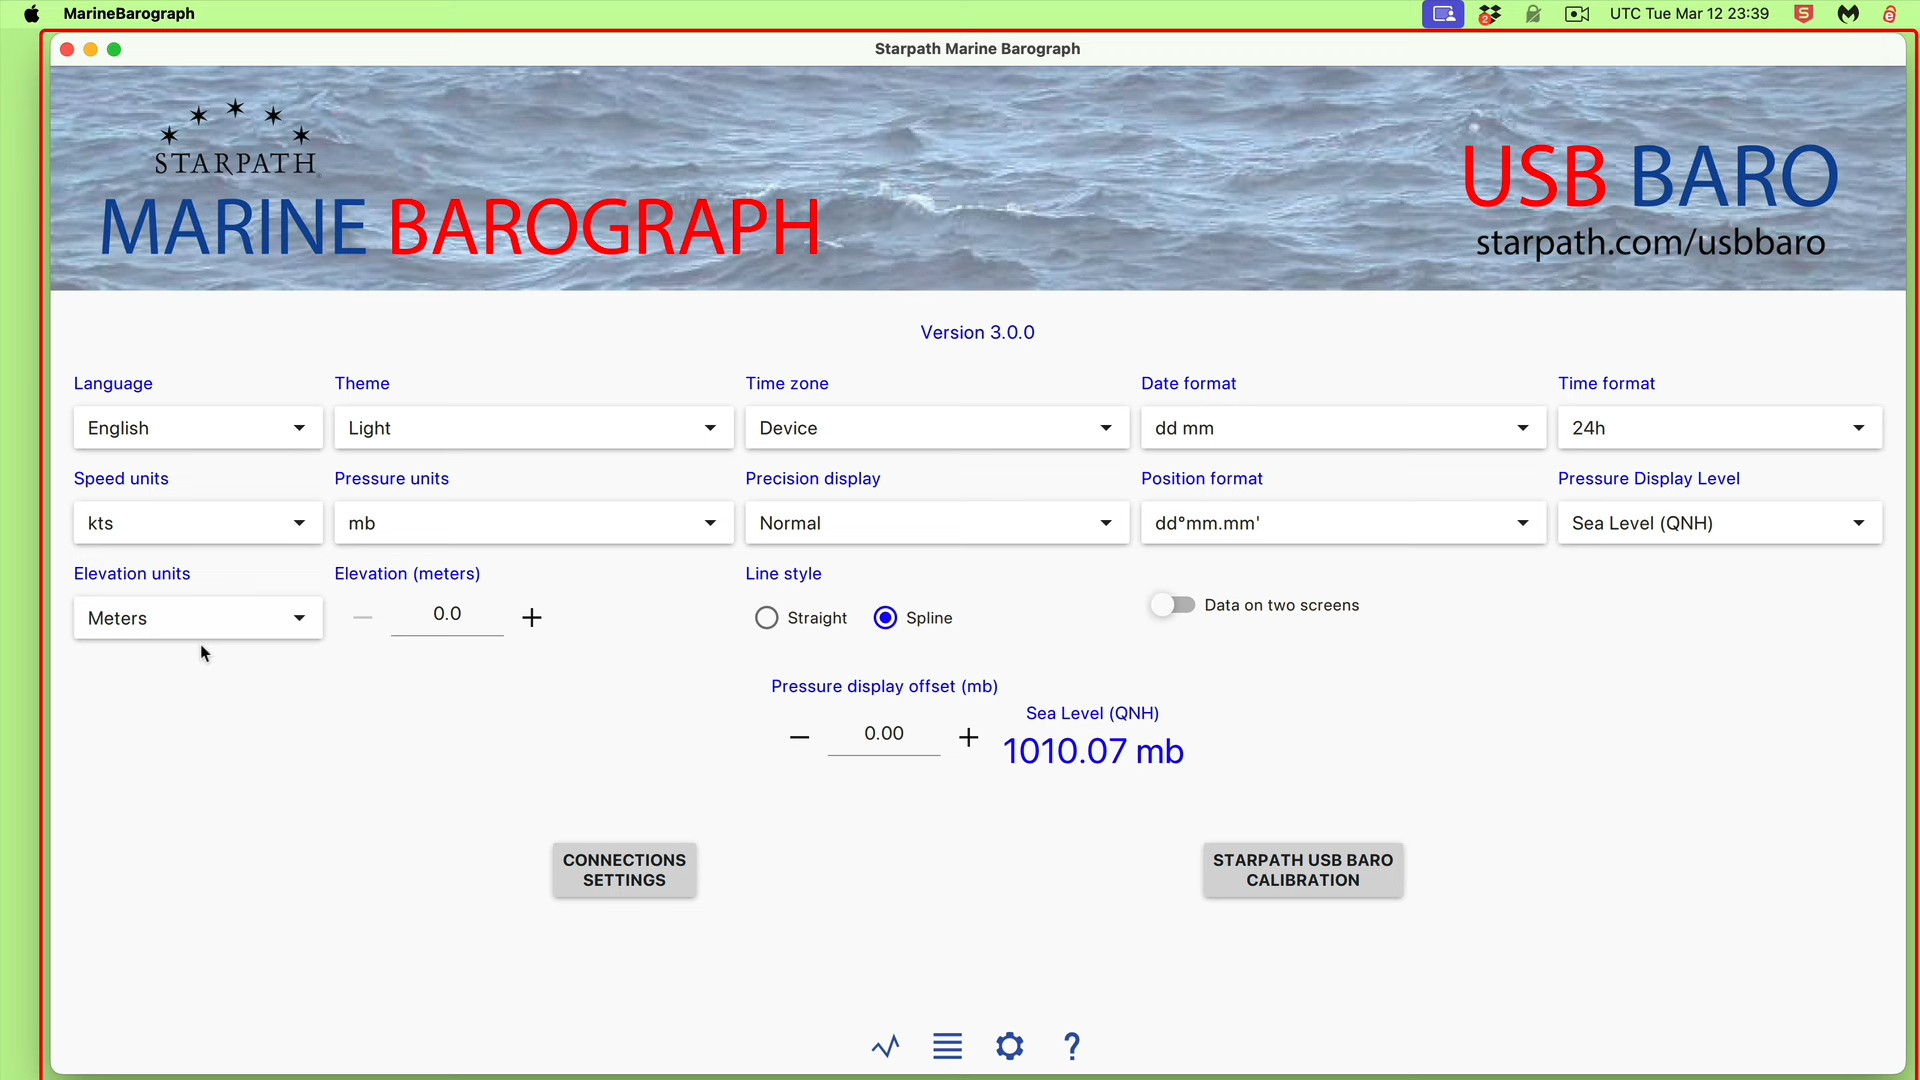 MarineBarograph
2
UTC Tue Mar 12 23:39
Starpath Marine Barograph
STARPATH
MARINE BAROGRAPH
USB BARO
starpath.com/usbbaro
Version 3.0.0
Language
Theme
Time zone
Date format
Time format
English
Light
Device
dd mm
24h
Speed units
Pressure units
Precision display
Position format
Pressure Display Level
kts
mb
Normal
dd°mm.mm'
Sea Level (QNH)
Elevation units
Elevation (meters)
Line style
Meters
— 0.0 +
Straight
Spline
Data on two screens
Pressure display offset (mb)
Sea Level (QNH)
— 0.00 +
1010.07 mb
CONNECTIONS
SETTINGS
STARPATH USB BARO
CALIBRATION
?